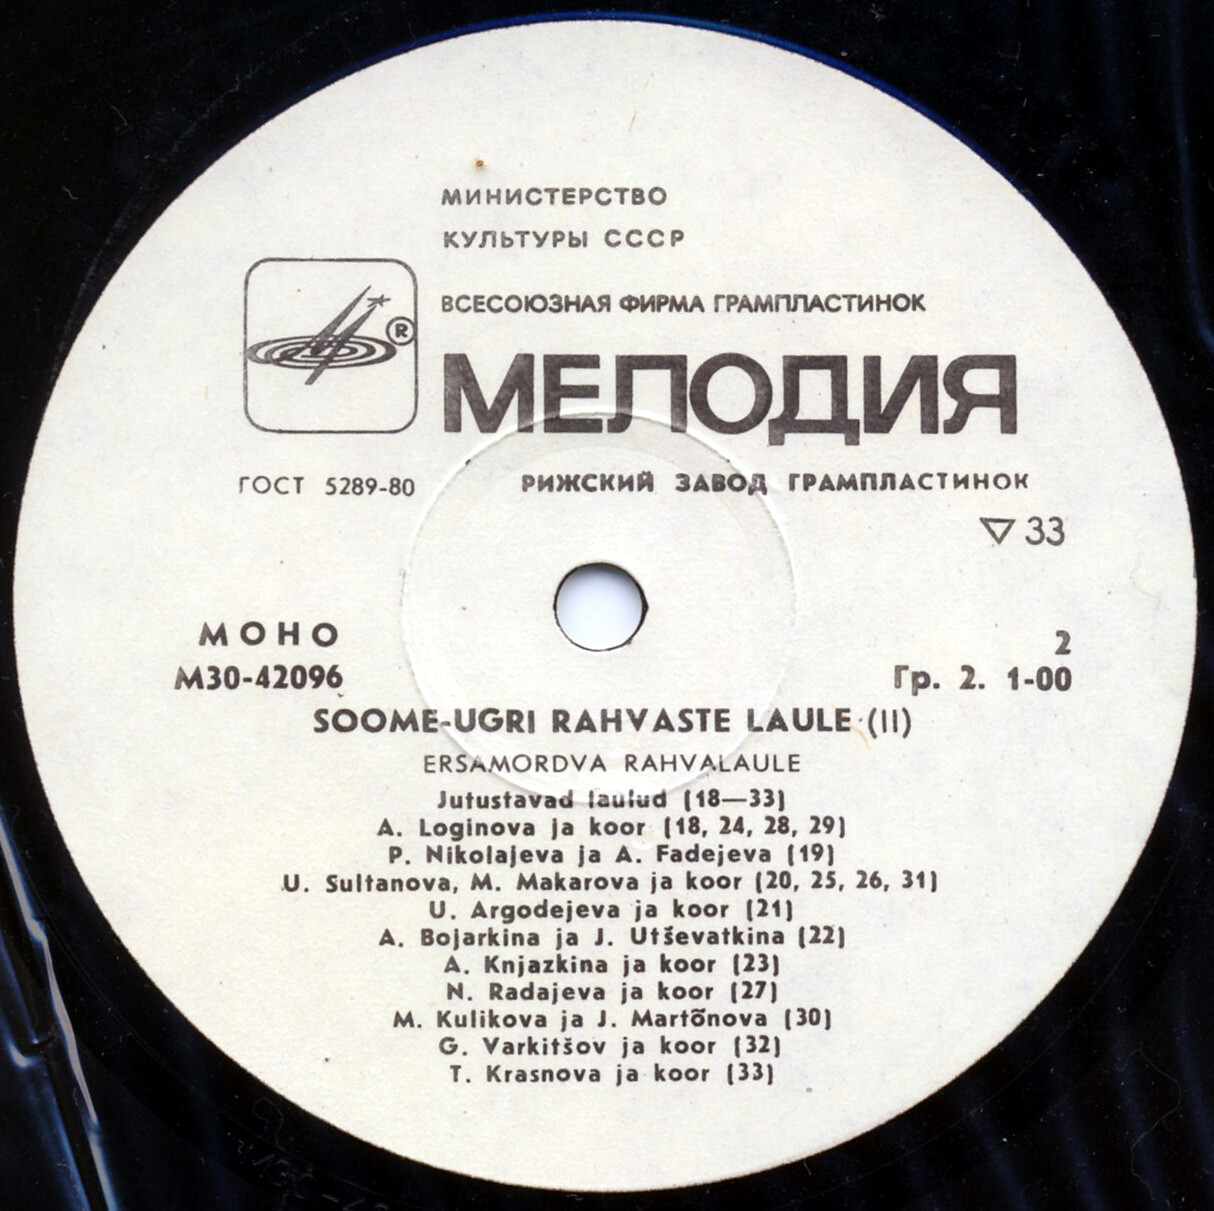 МИНИСТЕРСТВО
КУЛЬТУРЫ СССР
ВСЕСОЮЗНАЯ ФИРМА ГРАМПЛАСТИНОК
®
МЕЛОДИЯ
ГОСТ 5289-80
РИЖСКИЙ ЗАВОД ГРАМПЛАСТИНОК
▽ 33
МОНО
2
М30-42096
Гр. 2. 1-00
SOOME-UGRI RAHVASTE LAULE (II)
ERSAMORDVA RAHVALAULE
Jutustavad laulud (18—33)
A. Loginova ja koor (18, 24, 28, 29)
P. Nikolajeva ja A. Fadejeva (19)
U. Sultanova, M. Makarova ja koor (20, 25, 26, 31)
U. Argodejeva ja koor (21)
A. Bojarkina ja J. Utševatkina (22)
A. Knjazkina ja koor (23)
N. Radajeva ja koor (27)
M. Kulikova ja J. Martõnova (30)
G. Varkitšov ja koor (32)
T. Krasnova ja koor (33)